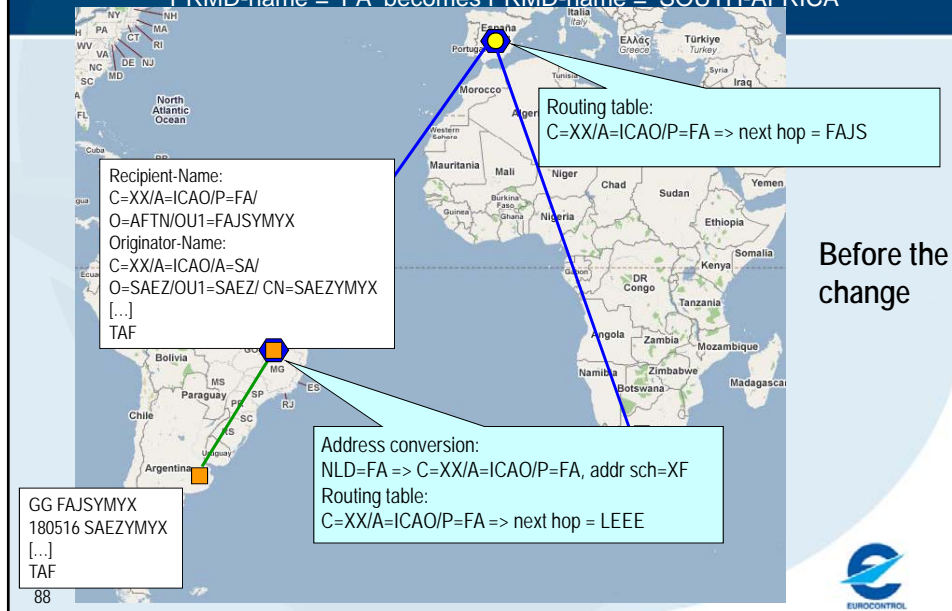 PRMD-name = 'FA' becomes PRMD-name = 'SOUTH-AFRICA'
NY
NH
PA
MA
CT
RI
WV
VA
DE NJ
NC
MD
SC
FL
North
Atlantic
Ocean
Cuba
España
Italia
Italy
Portugal
Ελλάς
Greece
Türkiye
Turkey
Syria
Iraq
Tunisia
Morocco
Western
Sahara
Mauritania
Mali
Niger
Chad
Sudan
Yemen
Burkina
Faso
Guinea
Ghana
Nigeria
Ethiopia
Somalia
Kenya
Gabon
DR
Congo
Tanzania
Angola
Zambia
Mozambique
Namibia
Zimbabwe
Botswana
Madagascar
Routing table:
C=XX/A=ICAO/P=FA => next hop = FAJS
Recipient-Name:
C=XX/A=ICAO/P=FA/
O=AFTN/OU1=FAJSYMYX
Originator-Name:
C=XX/A=ICAO/A=SA/
O=SAEZ/OU1=SAEZ/ CN=SAEZYMYX
[...]
TAF
Before the
change
Bolivia
GO
MG
MS
ES
Paraguay
PR
SP
RJ
SC
RS
Chile
Uruguay
Argentina
Address conversion:
NLD=FA => C=XX/A=ICAO/P=FA, addr sch=XF
Routing table:
C=XX/A=ICAO/P=FA => next hop = LEEE
GG FAJSYMYX
180516 SAEZYMYX
[...]
TAF
88
EUROCONTROL